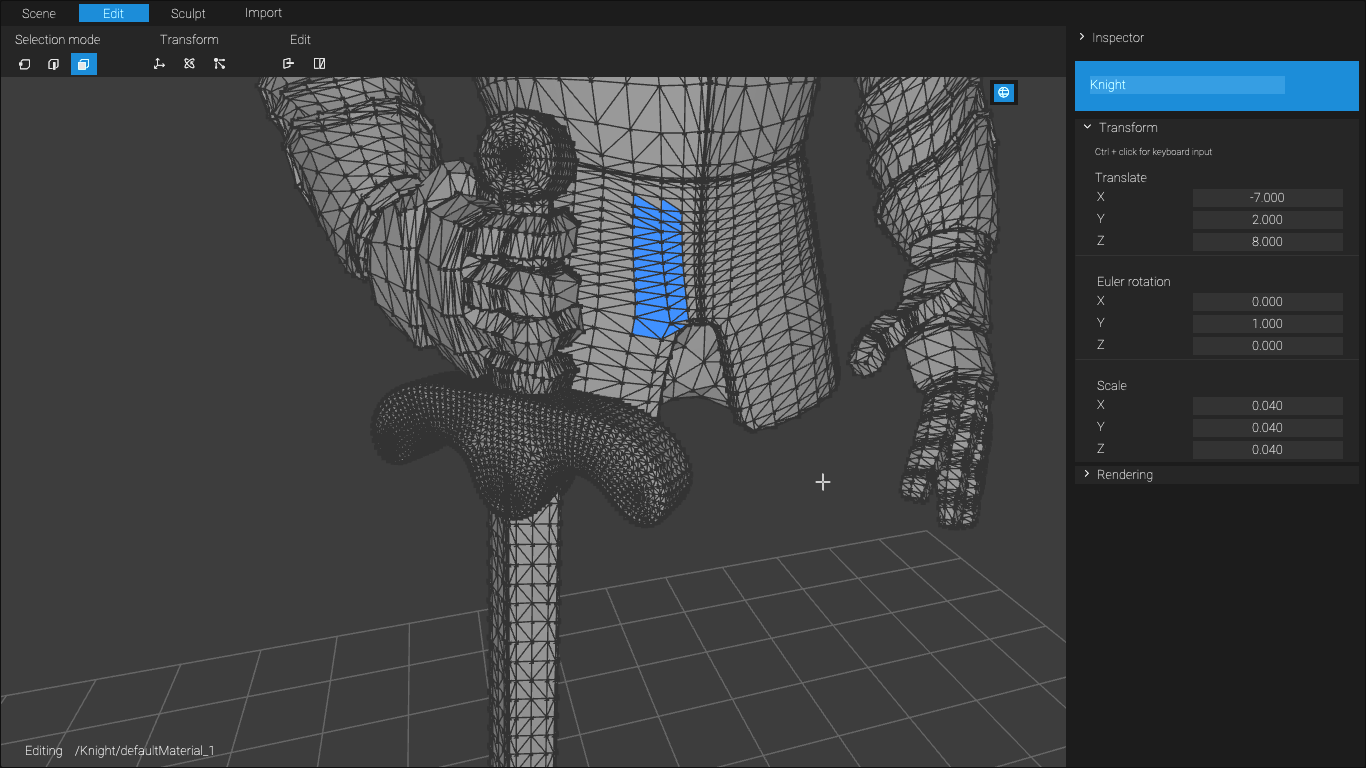 Scene Edit Sculpt Import
Selection mode Transform Edit
Inspector
Knight
Transform
Ctrl + click for keyboard input
Translate
X -7.000
Y 2.000
Z 8.000
Euler rotation
X 0.000
Y 1.000
Z 0.000
Scale
X 0.040
Y 0.040
Z 0.040
Rendering
Editing /Knight/defaultMaterial_1